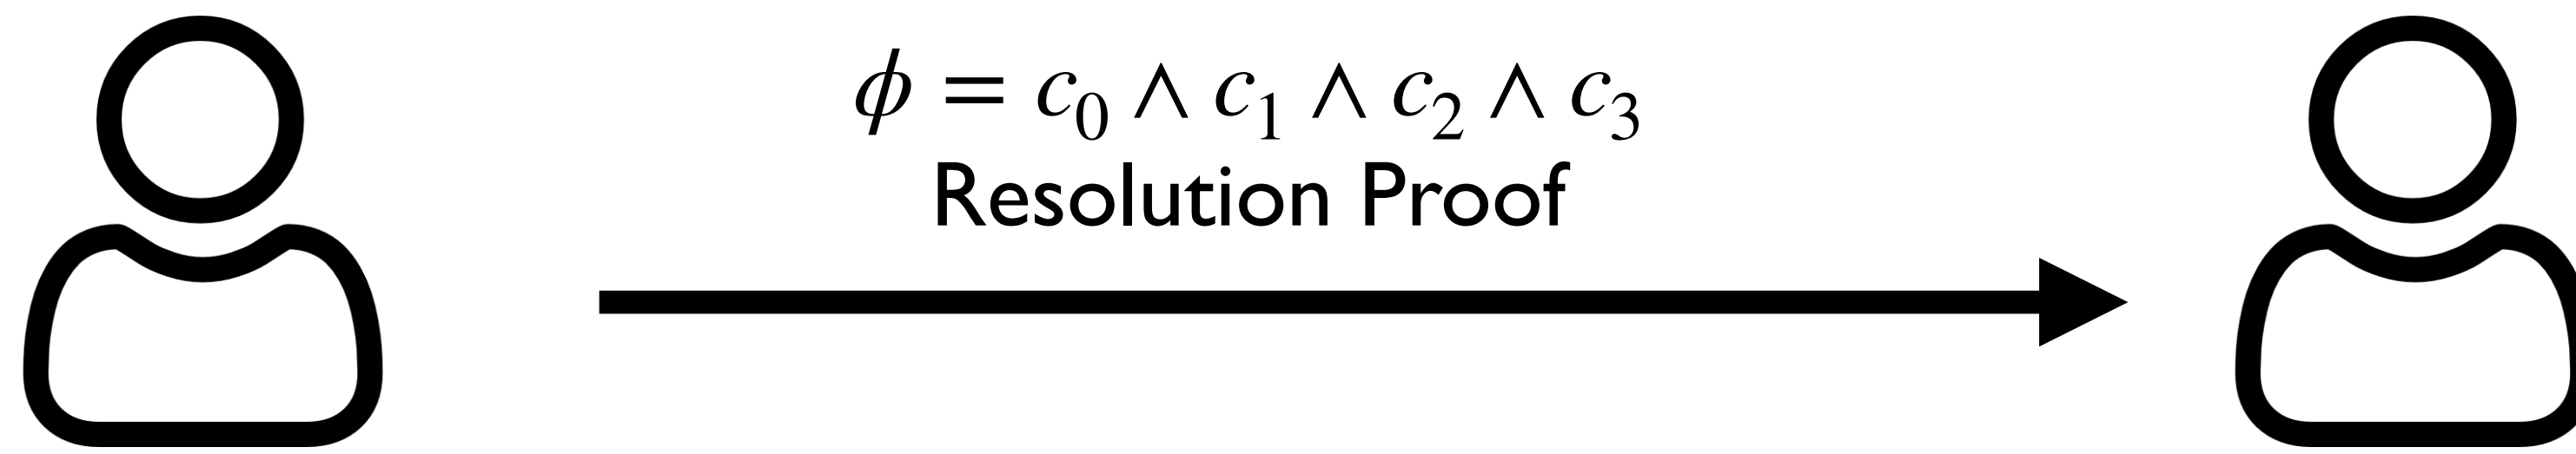 ϕ = c₀ ∧ c₁ ∧ c₂ ∧ c₃
Resolution Proof